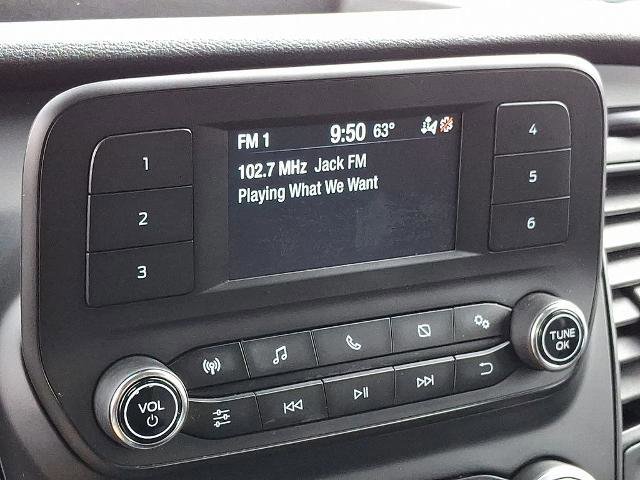 FM 1 9:50 63°
102.7 MHz Jack FM
Playing What We Want
1
2
3
4
5
6
VOL
TUNE
OK